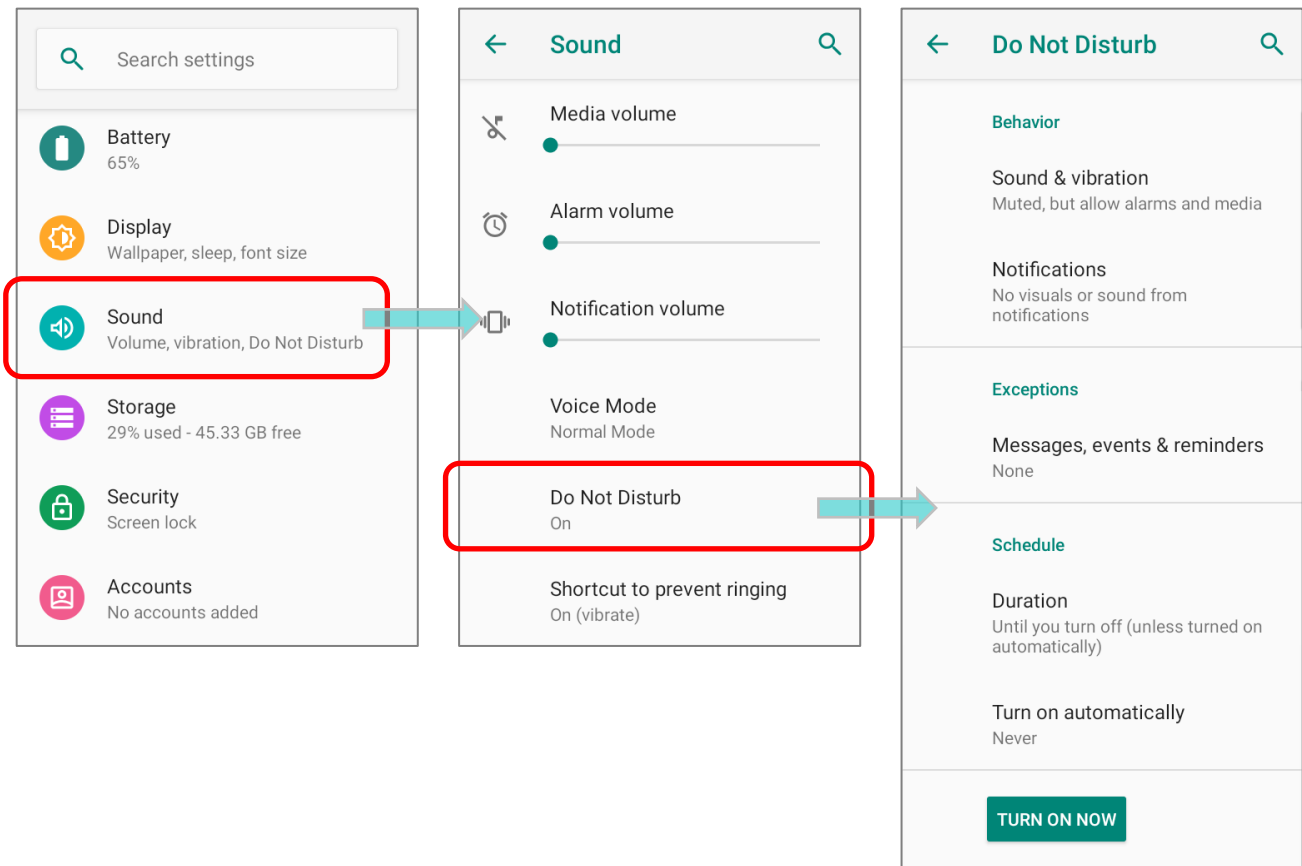 Search settings
Battery
65%
Display
Wallpaper, sleep, font size
Sound
Volume, vibration, Do Not Disturb
Storage
29% used - 45.33 GB free
Security
Screen lock
Accounts
No accounts added
Sound
Media volume
Alarm volume
Notification volume
Voice Mode
Normal Mode
Do Not Disturb
On
Shortcut to prevent ringing
On (vibrate)
Do Not Disturb
Behavior
Sound & vibration
Muted, but allow alarms and media
Notifications
No visuals or sound from
notifications
Exceptions
Messages, events & reminders
None
Schedule
Duration
Until you turn off (unless turned on
automatically)
Turn on automatically
Never
TURN ON NOW